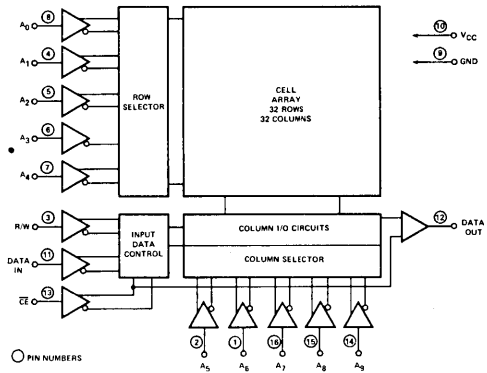 A0 8
A1 4
A2 5
A3 6
A4 7
ROW
SELECTOR
CELL
ARRAY
32 ROWS
32 COLUMNS
10 VCC
9 GND
R/W 3
DATA
IN 11
CE 13
INPUT
DATA
CONTROL
COLUMN I/O CIRCUITS
COLUMN SELECTOR
12 DATA
OUT
2 1 16 15 14
A5 A6 A7 A8 A9
PIN NUMBERS